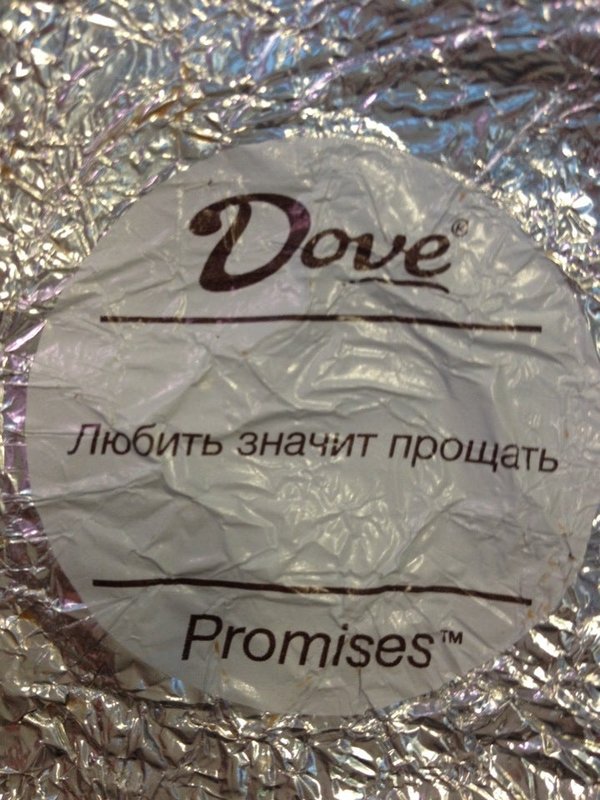 Dove®
Любить значит прощать
Promises™